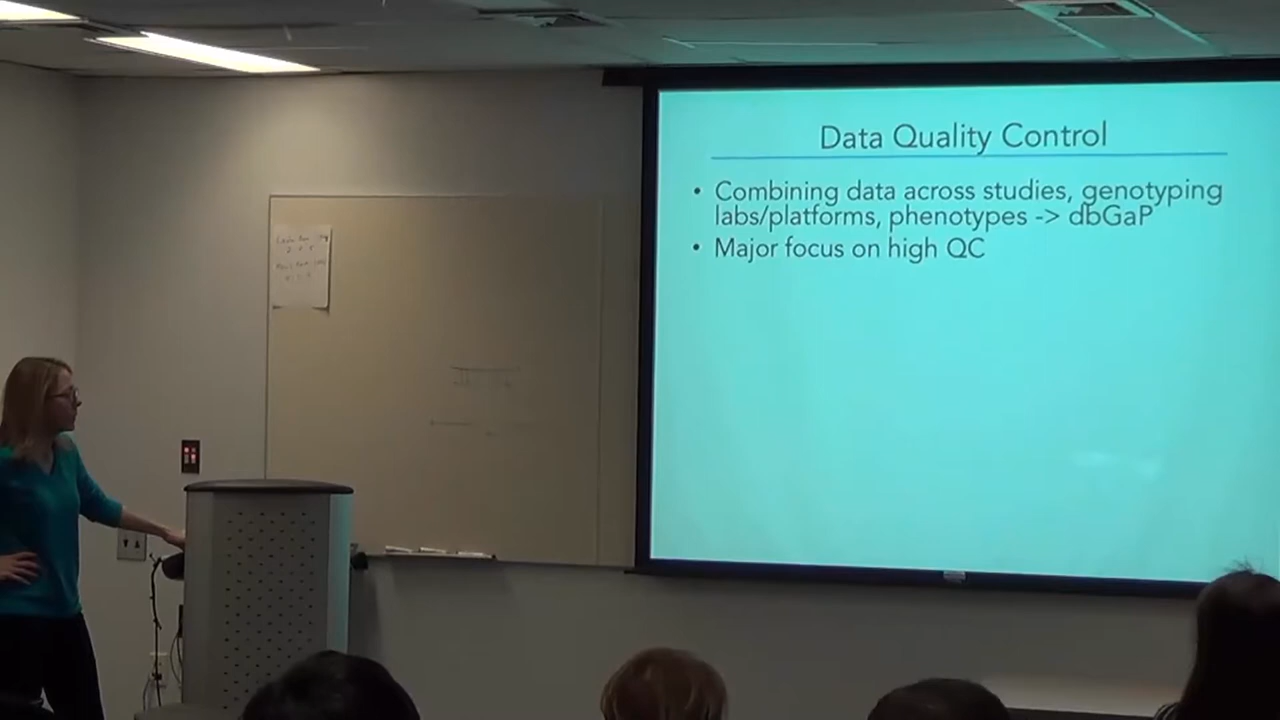 Data Quality Control
• Combining data across studies, genotyping
labs/platforms, phenotypes -> dbGaP
• Major focus on high QC